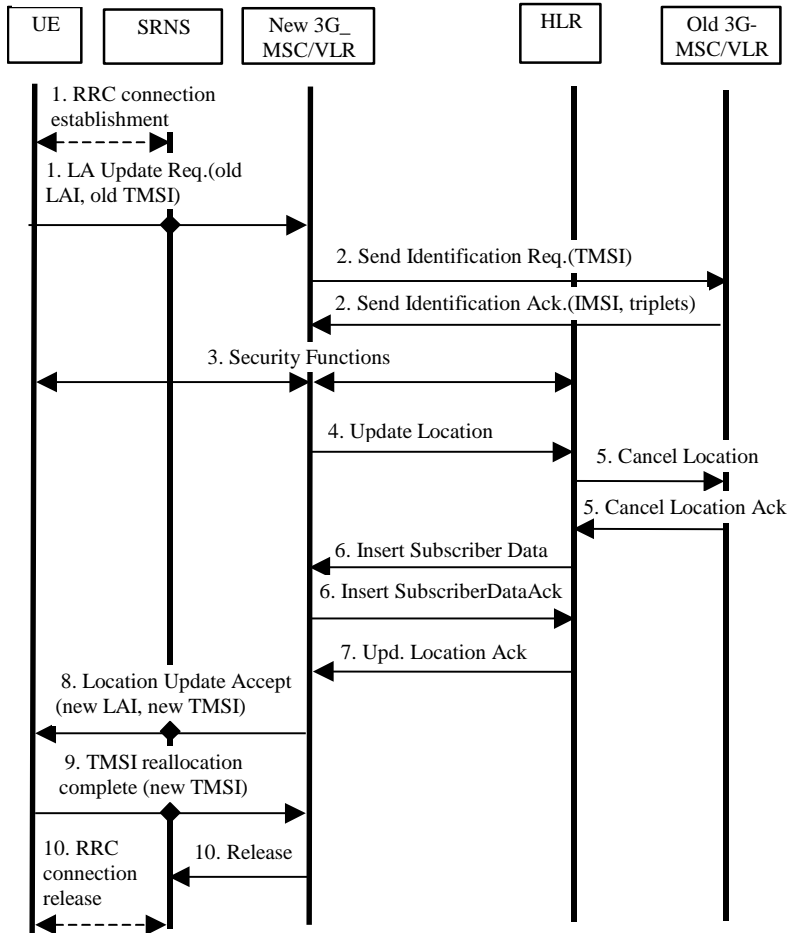 UE
SRNS
New 3G_
MSC/VLR
HLR
Old 3G-
MSC/VLR
1. RRC connection
establishment
1. LA Update Req.(old
LAI, old TMSI)
2. Send Identification Req.(TMSI)
2. Send Identification Ack.(IMSI, triplets)
3. Security Functions
4. Update Location
5. Cancel Location
5. Cancel Location Ack
6. Insert Subscriber Data
6. Insert SubscriberDataAck
7. Upd. Location Ack
8. Location Update Accept
(new LAI, new TMSI)
9. TMSI reallocation
complete (new TMSI)
10. RRC
connection
release
10. Release